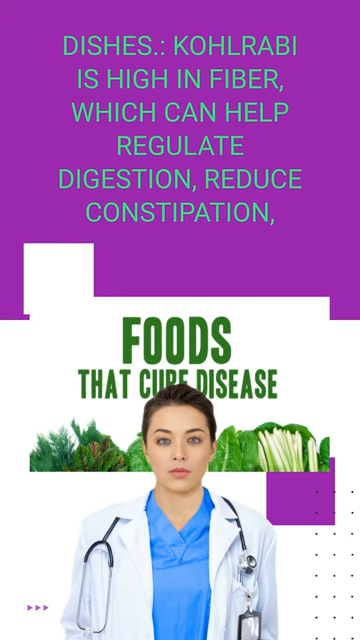 DISHES.: KOHLRABI
IS HIGH IN FIBER,
WHICH CAN HELP
REGULATE
DIGESTION, REDUCE
CONSTIPATION,
FOODS
THAT CURE DISEASE